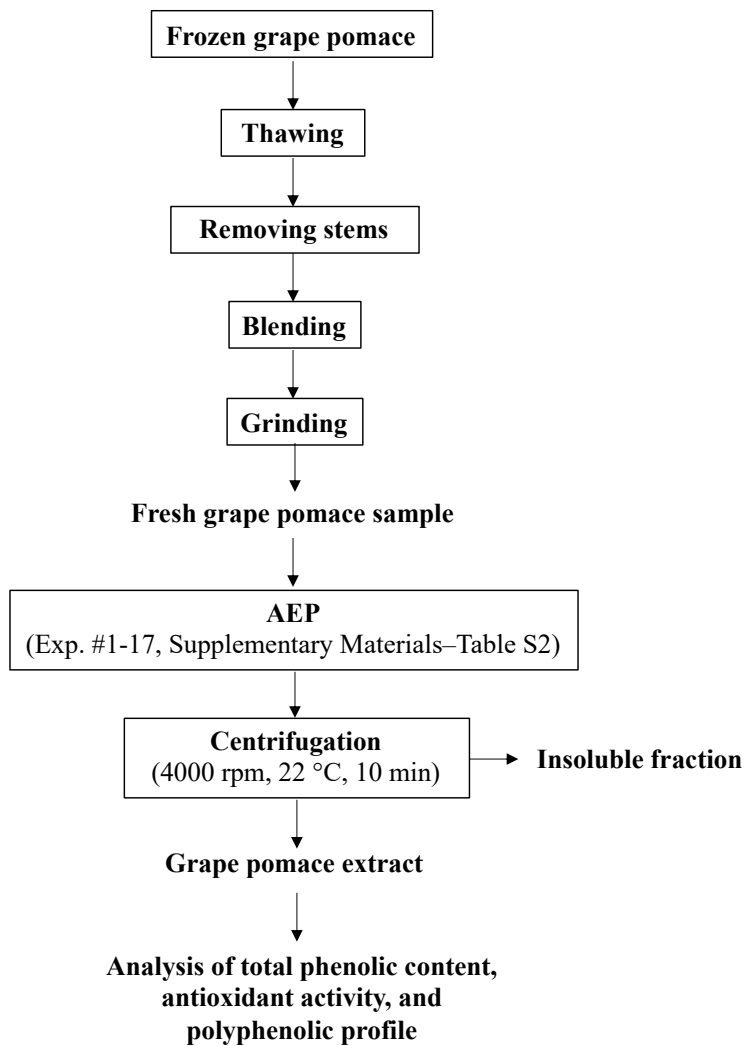 Frozen grape pomace
Thawing
Removing stems
Blending
Grinding
Fresh grape pomace sample
AEP
(Exp. #1-17, Supplementary Materials–Table S2)
Centrifugation
(4000 rpm, 22 °C, 10 min)
Insoluble fraction
Grape pomace extract
Analysis of total phenolic content,
antioxidant activity, and
polyphenolic profile